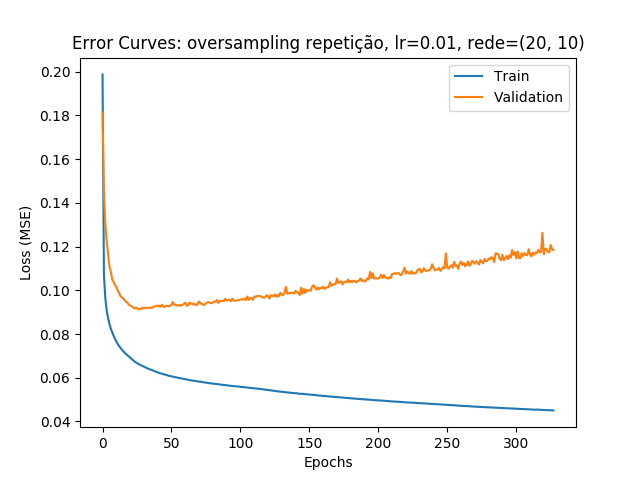 Error Curves: oversampling repetição, lr=0.01, rede=(20, 10)
Train
Validation
Loss (MSE)
0.20
0.18
0.16
0.14
0.12
0.10
0.08
0.06
0.04
0 50 100 150 200 250 300
Epochs